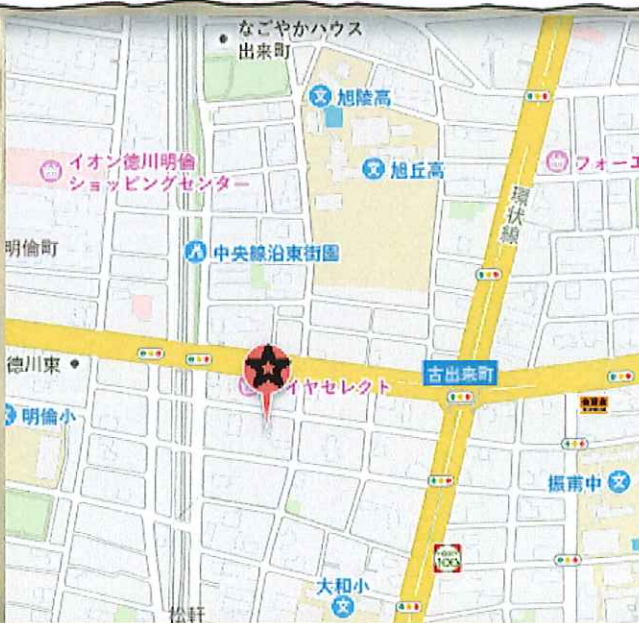 なごやかハウス
出来町
旭陵高
旭丘高
イオン徳川明倫
ショッピングセンター
フォーエ
環状線
明倫町
中央線沿東街園
徳川東
イヤセレクト
古出来町
明倫小
振甫中
大和小
松軒